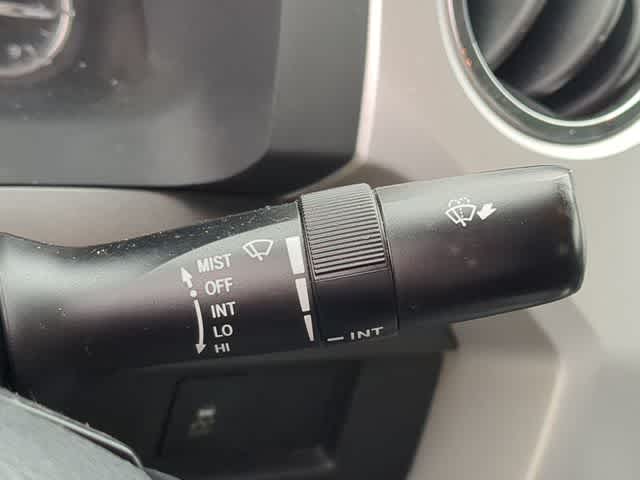 MIST
OFF
INT
LO
HI
— INT